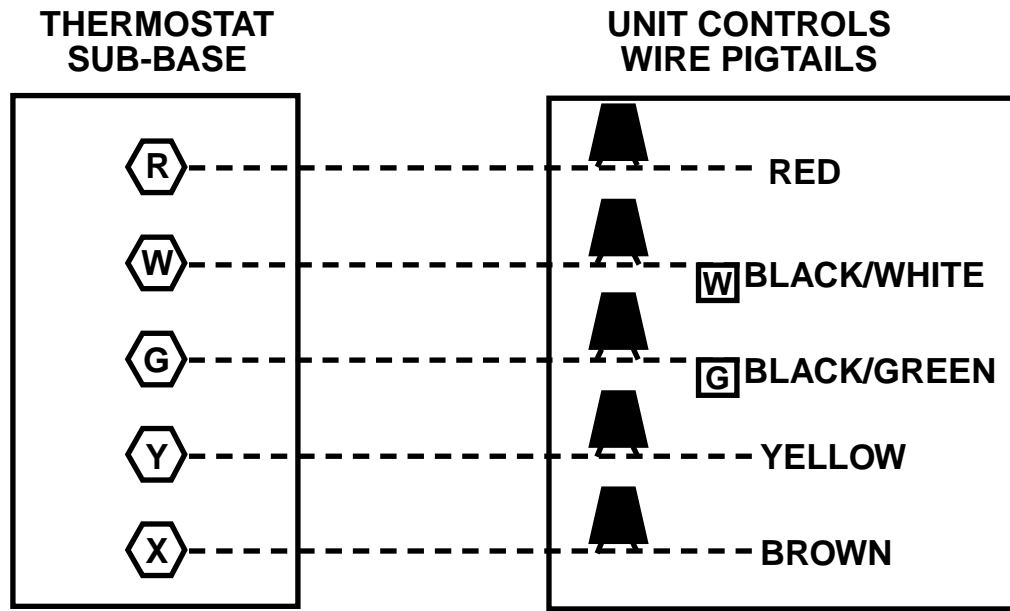 THERMOSTAT
SUB-BASE
UNIT CONTROLS
WIRE PIGTAILS
R
RED
W
W BLACK/WHITE
G
G BLACK/GREEN
Y
YELLOW
X
BROWN